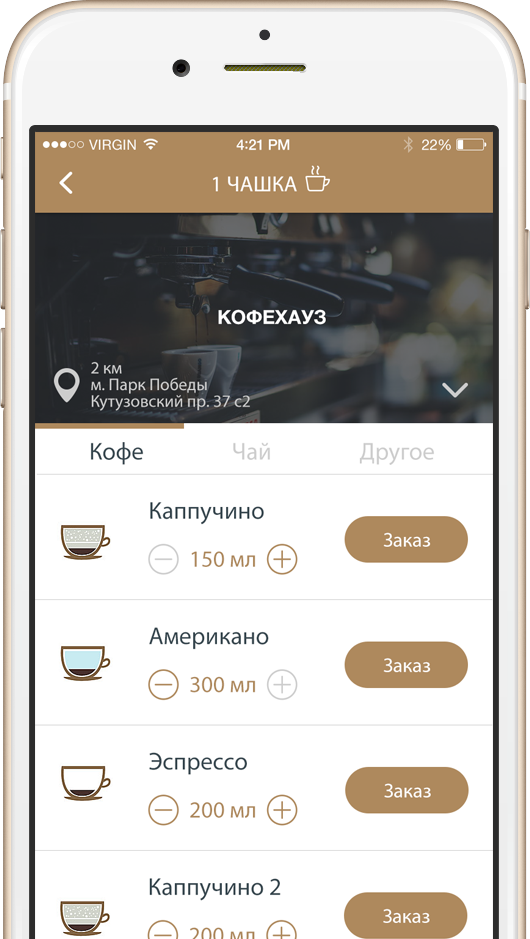 VIRGIN 4:21 PM 22%
1 ЧАШКА
КОФЕХАУЗ
2 км
м. Парк Победы
Кутузовский пр. 37 с2
Кофе Чай Другое
Каппучино
150 мл Заказ
Американо
300 мл Заказ
Эспрессо
200 мл Заказ
Каппучино 2
200 мл Заказ